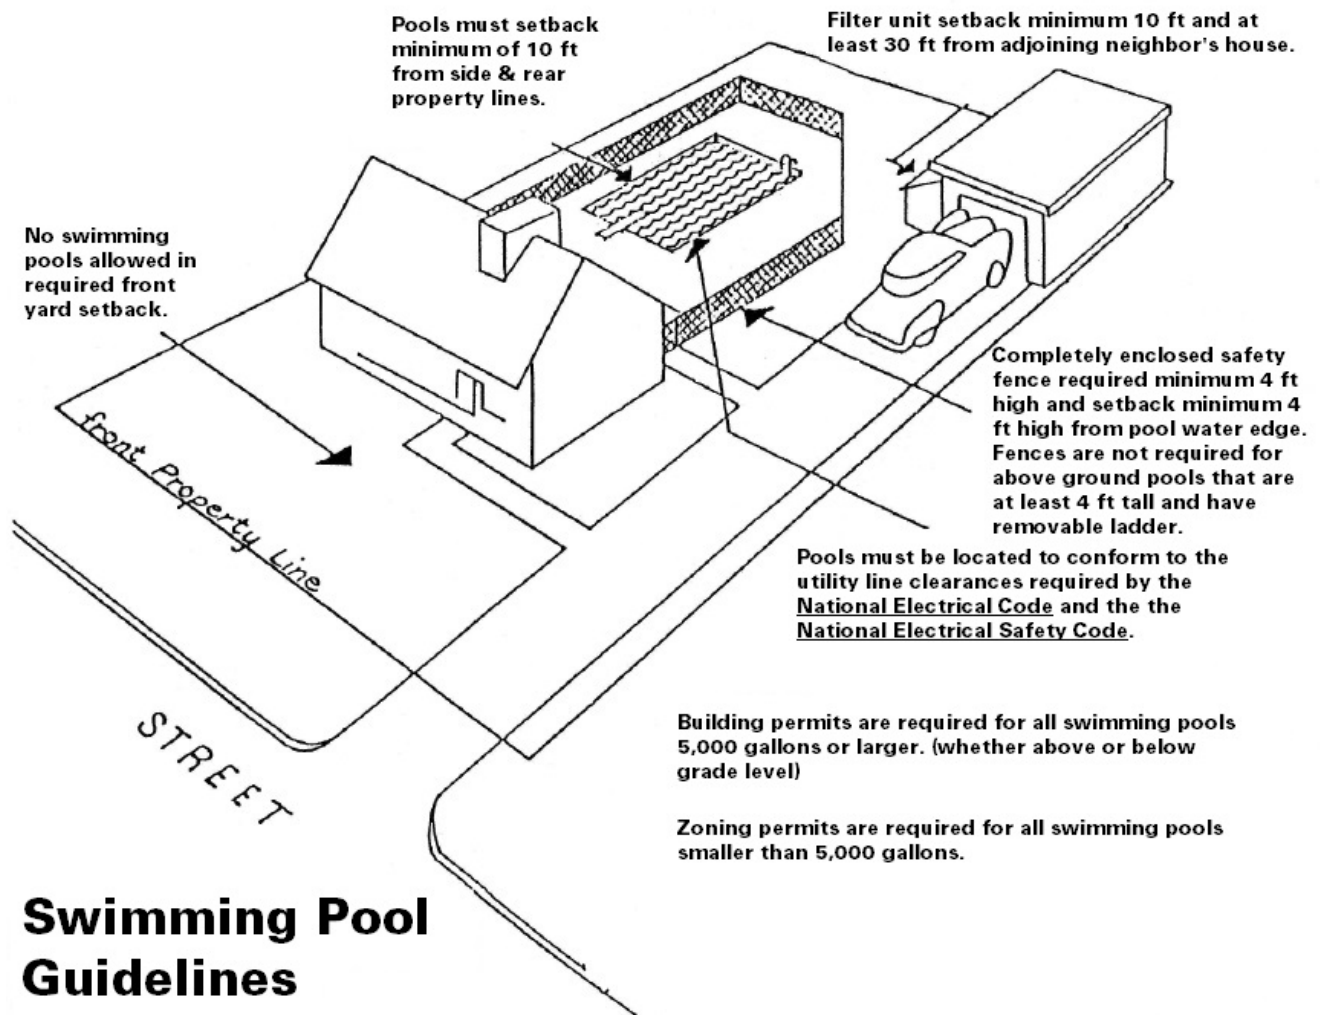 Pools must setback
minimum of 10 ft
from side & rear
property lines.
Filter unit setback minimum 10 ft and at
least 30 ft from adjoining neighbor's house.
No swimming
pools allowed in
required front
yard setback.
Completely enclosed safety
fence required minimum 4 ft
high and setback minimum 4
ft high from pool water edge.
Fences are not required for
above ground pools that are
at least 4 ft tall and have
removable ladder.
front Property Line
Pools must be located to conform to the
utility line clearances required by the
National Electrical Code and the the
National Electrical Safety Code.
STREET
Building permits are required for all swimming pools
5,000 gallons or larger. (whether above or below
grade level)
Zoning permits are required for all swimming pools
smaller than 5,000 gallons.
Swimming Pool
Guidelines